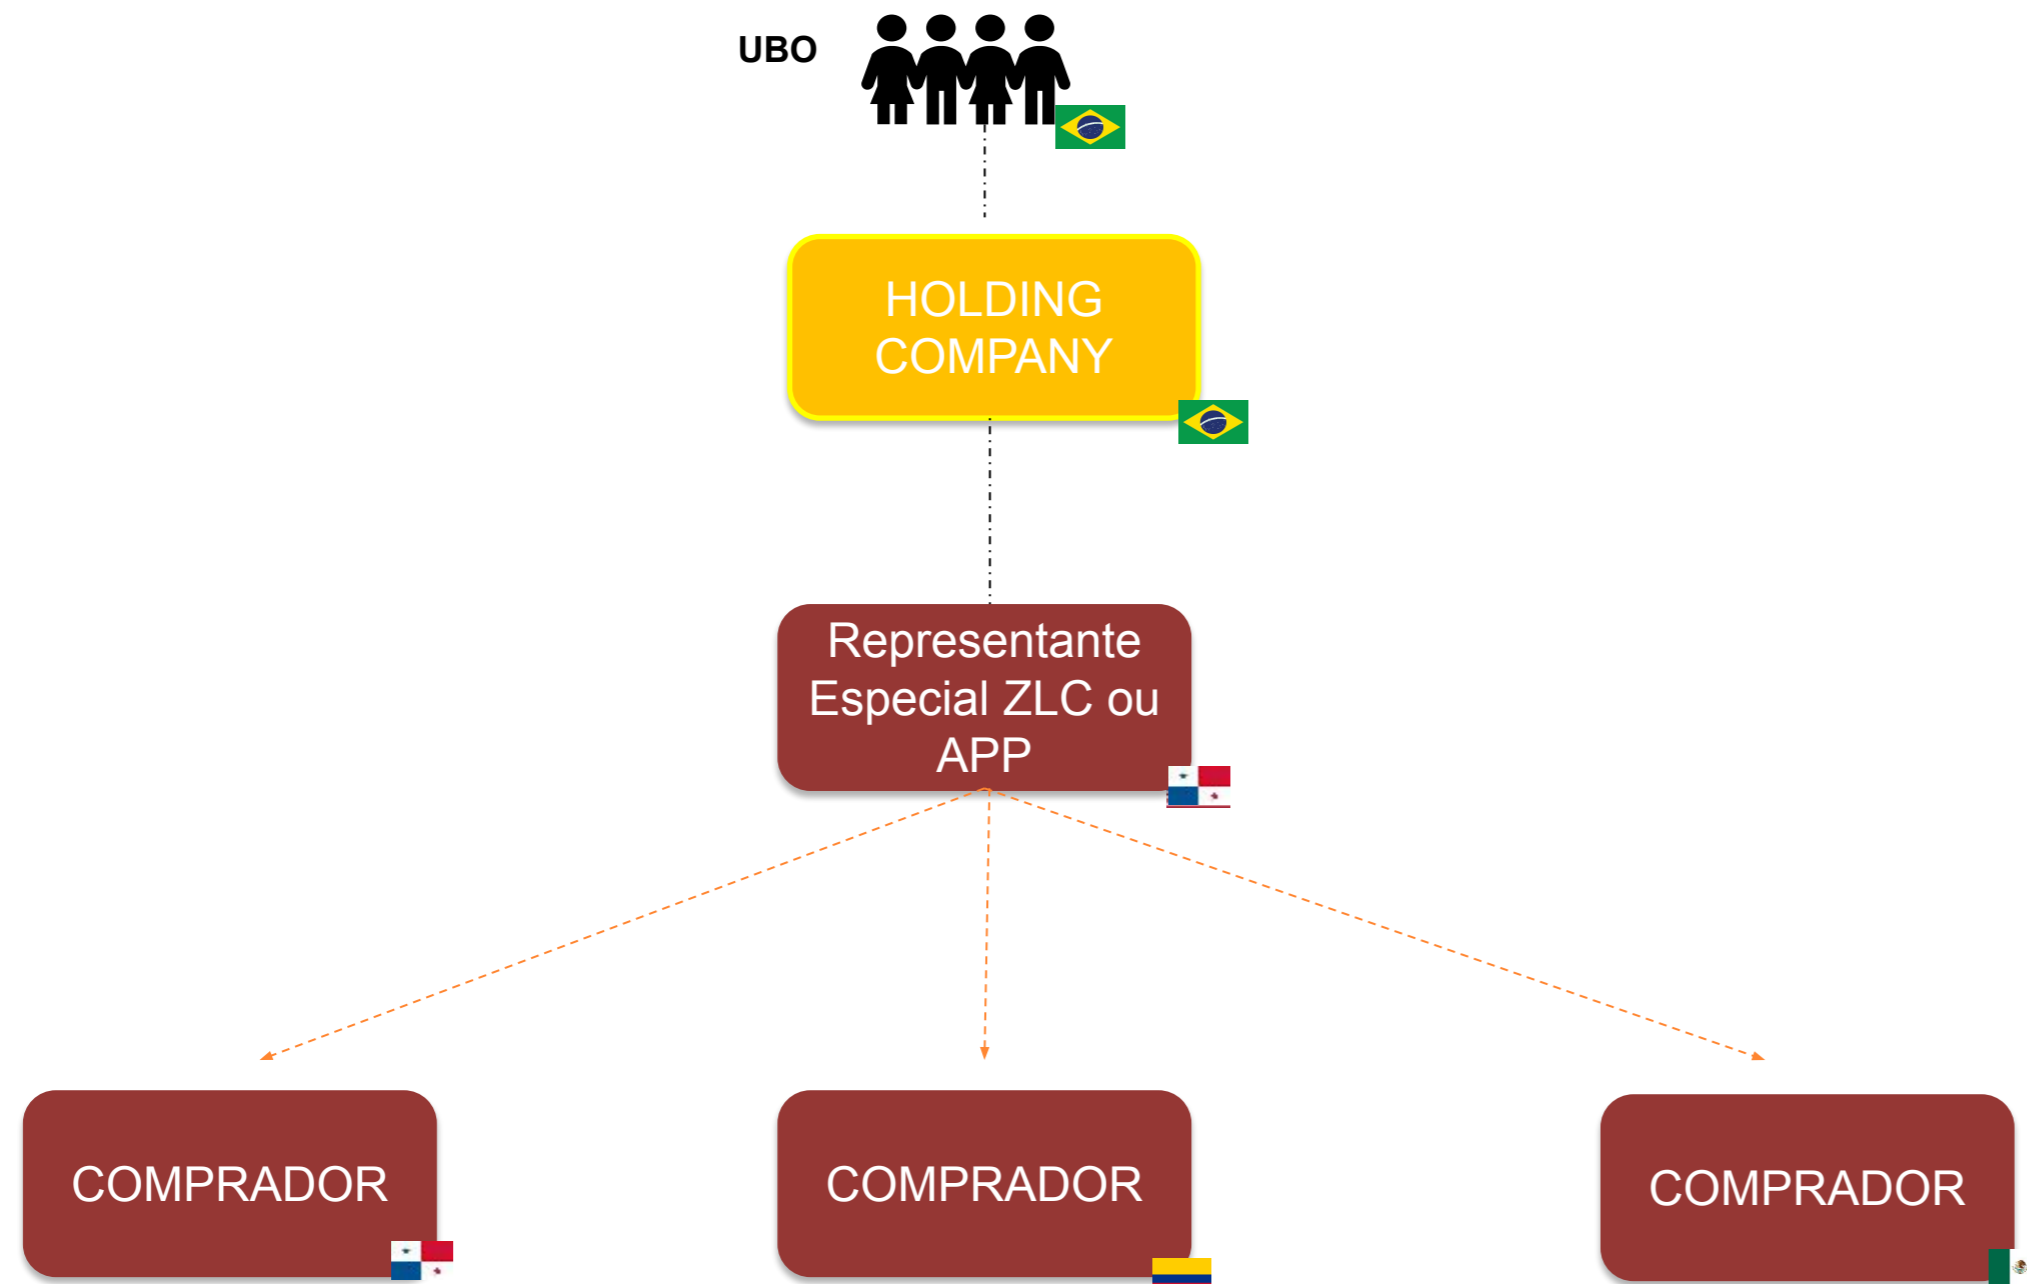 UBO
HOLDING
COMPANY
Representante
Especial ZLC ou
APP
COMPRADOR
COMPRADOR
COMPRADOR